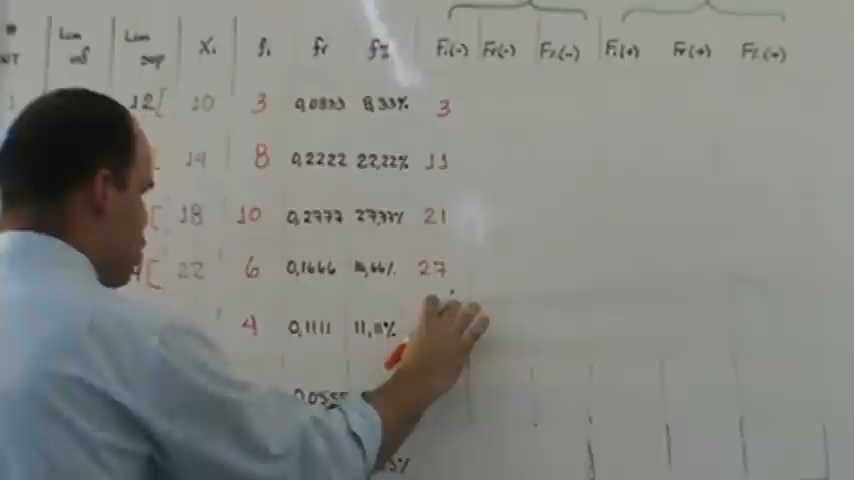 Lim inf Lim sup Xi fi fr f% Fi(-) Fr(-) F%(-) Fi(+) Fr(+) F%(+)
12[ 10 3 0,0833 8,33% 3
[ 14 8 0,2222 22,22% 11
[ 18 10 0,2777 27,77% 21
[ 22 6 0,1666 16,66% 27
4 0,1111 11,11%
0,0555